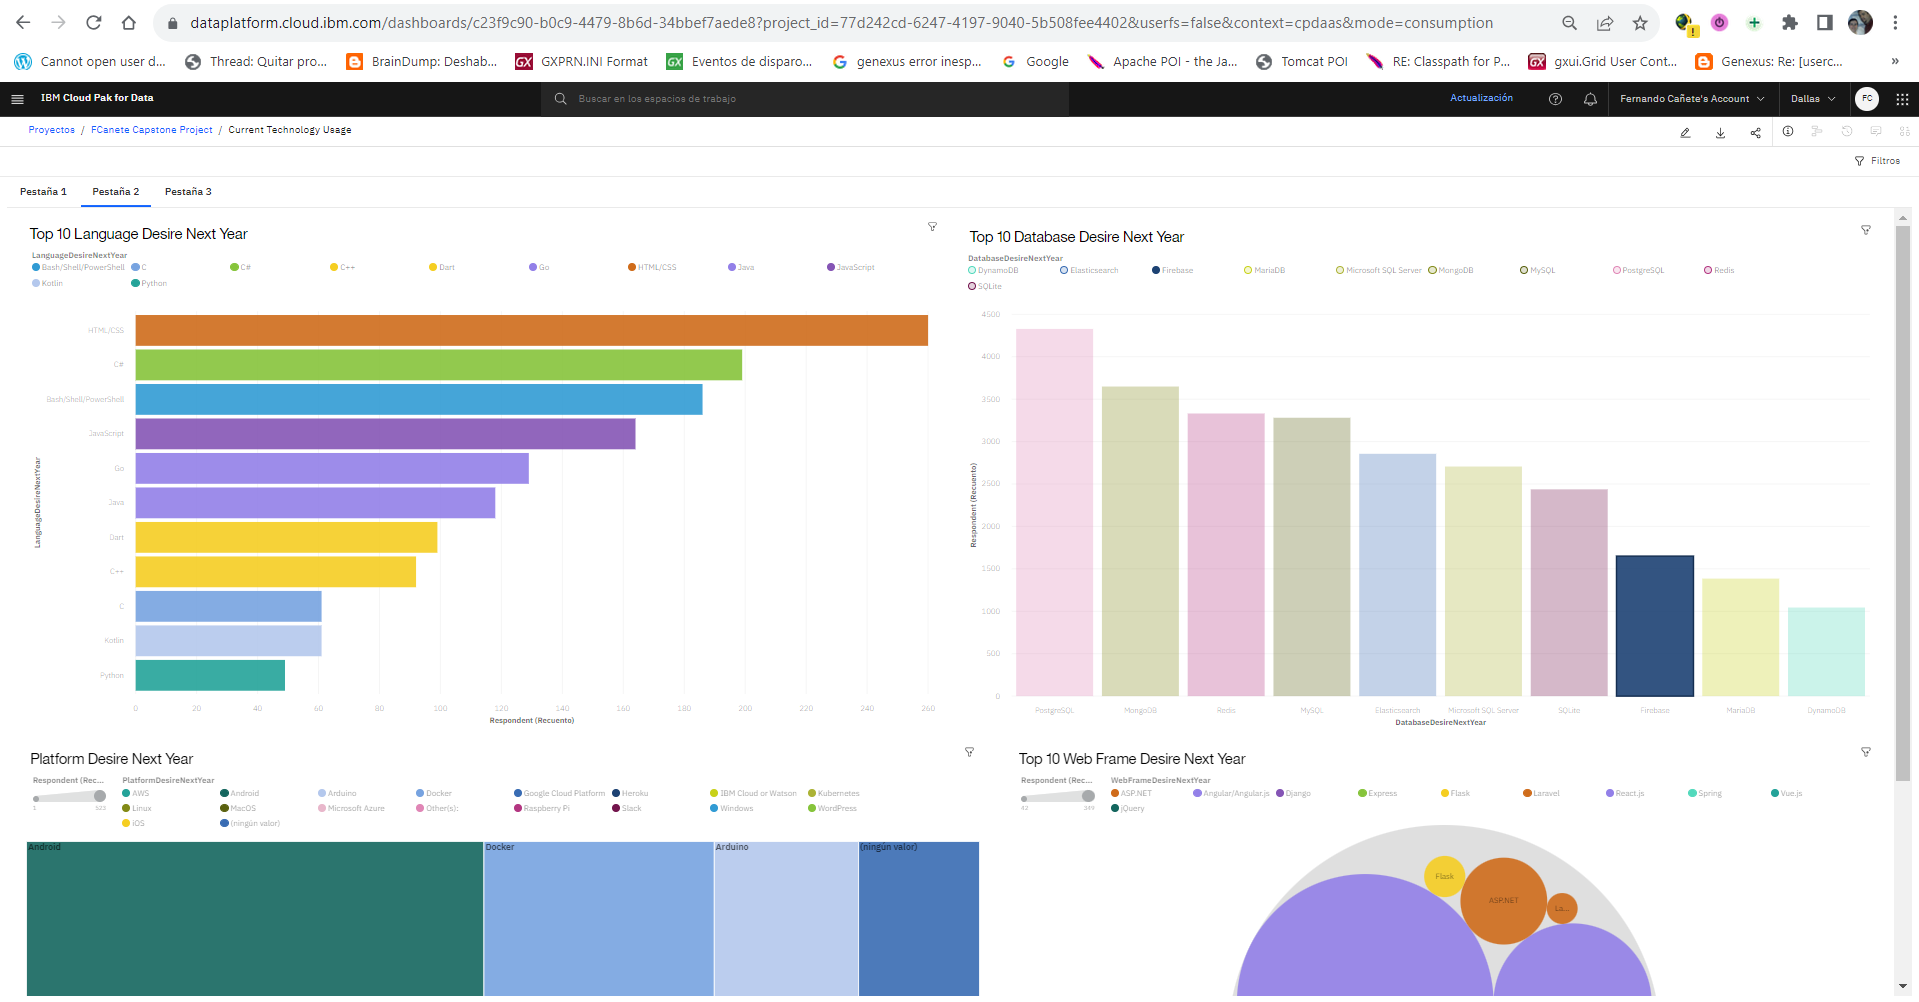 dataplatform.cloud.ibm.com/dashboards/c23f9c90-b0c9-4479-8b6d-34bbef7aede8?project_id=77d242cd-6247-4197-9040-5b508fee4402&userfs=false&context=cpdaas&mode=consumption
Cannot open user d... Thread: Quitar pro... BrainDump: Deshab... GXPRN.INI Format Eventos de disparo... genexus error inesp... Google Apache POI - the Ja... Tomcat POI RE: Classpath for P... gxui.Grid User Cont... Genexus: Re: [userc... »
IBM Cloud Pak for Data Buscar en los espacios de trabajo Actualización Fernando Cañete's Account Dallas FC
Proyectos / FCanete Capstone Project / Current Technology Usage
Filtros
Pestaña 1 Pestaña 2 Pestaña 3
Top 10 Language Desire Next Year
LanguageDesireNextYear
Bash/Shell/PowerShell C C# C++ Dart Go HTML/CSS Java JavaScript
Kotlin Python
LanguageDesireNextYear
HTML/CSS
C#
Bash/Shell/PowerShell
JavaScript
Go
Java
Dart
C++
C
Kotlin
Python
0 20 40 60 80 100 120 140 160 180 200 220 240 260
Respondent (Recuento)
Top 10 Database Desire Next Year
DatabaseDesireNextYear
DynamoDB Elasticsearch Firebase MariaDB Microsoft SQL Server MongoDB MySQL PostgreSQL Redis
SQLite
Respondent (Recuento)
4500
4000
3500
3000
2500
2000
1500
1000
500
0
PostgreSQL MongoDB Redis MySQL Elasticsearch Microsoft SQL Server SQLite Firebase MariaDB DynamoDB
DatabaseDesireNextYear
Platform Desire Next Year
Respondent (Rec... PlatformDesireNextYear
1 523
AWS Android Arduino Docker Google Cloud Platform Heroku IBM Cloud or Watson Kubernetes
Linux MacOS Microsoft Azure Other(s): Raspberry Pi Slack Windows WordPress
iOS (ningún valor)
Android Docker Arduino (ningún valor)
Top 10 Web Frame Desire Next Year
Respondent (Rec... WebFrameDesireNextYear
42 349
ASP.NET Angular/Angular.js Django Express Flask Laravel React.js Spring Vue.js
jQuery
Flask
ASP.NET
La...